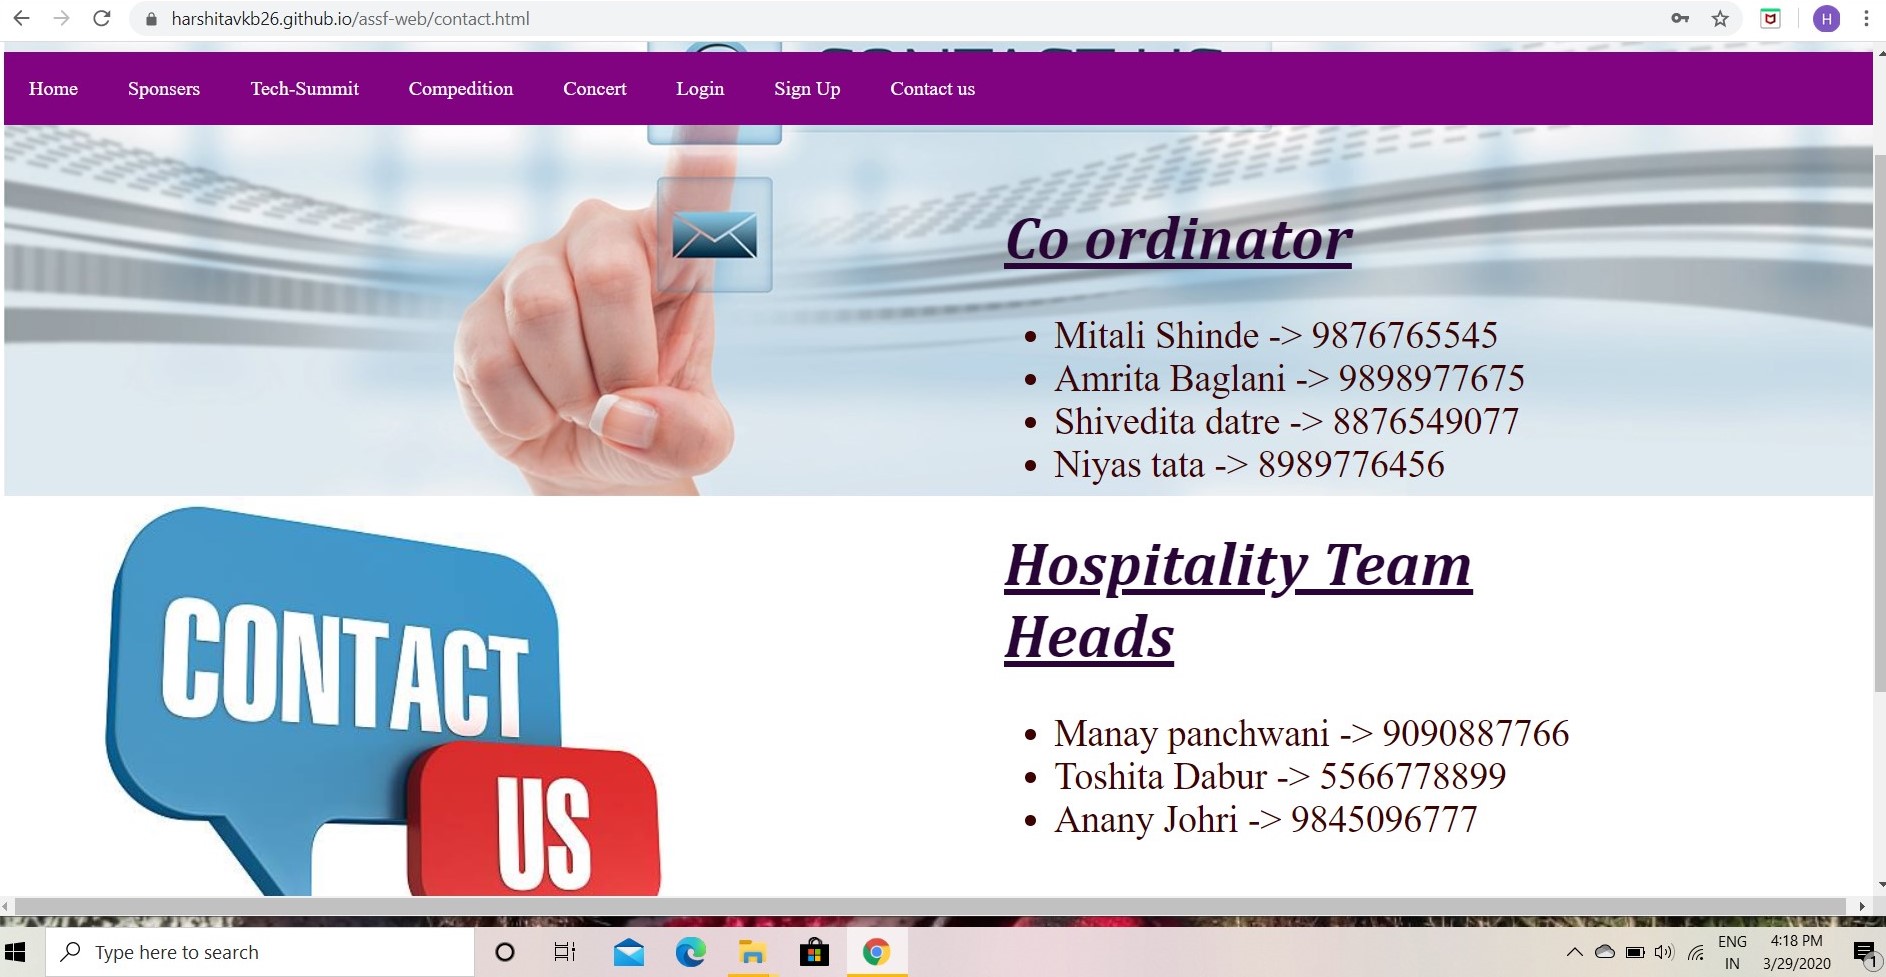 harshitavkb26.github.io/assf-web/contact.html
H
Home Sponsers Tech-Summit Compedition Concert Login Sign Up Contact us
Co ordinator
Mitali Shinde -> 9876765545
Amrita Baglani -> 9898977675
Shivedita datre -> 8876549077
Niyas tata -> 8989776456
Hospitality Team
Heads
Manay panchwani -> 9090887766
Toshita Dabur -> 5566778899
Anany Johri -> 9845096777
CONTACT
US
Type here to search
ENG
IN
4:18 PM
3/29/2020
1